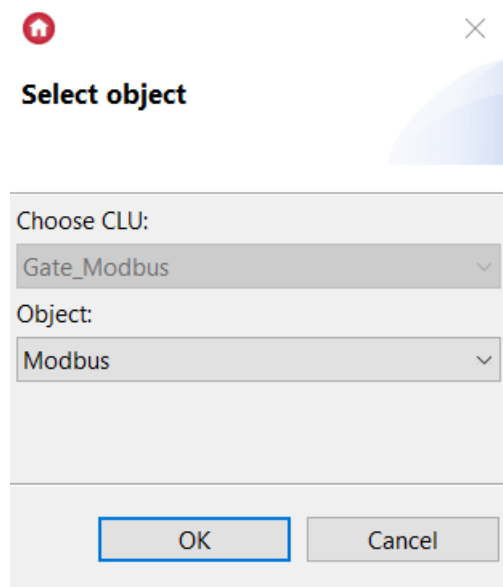 Select object
Choose CLU:
Gate_Modbus
Object:
Modbus
OK
Cancel